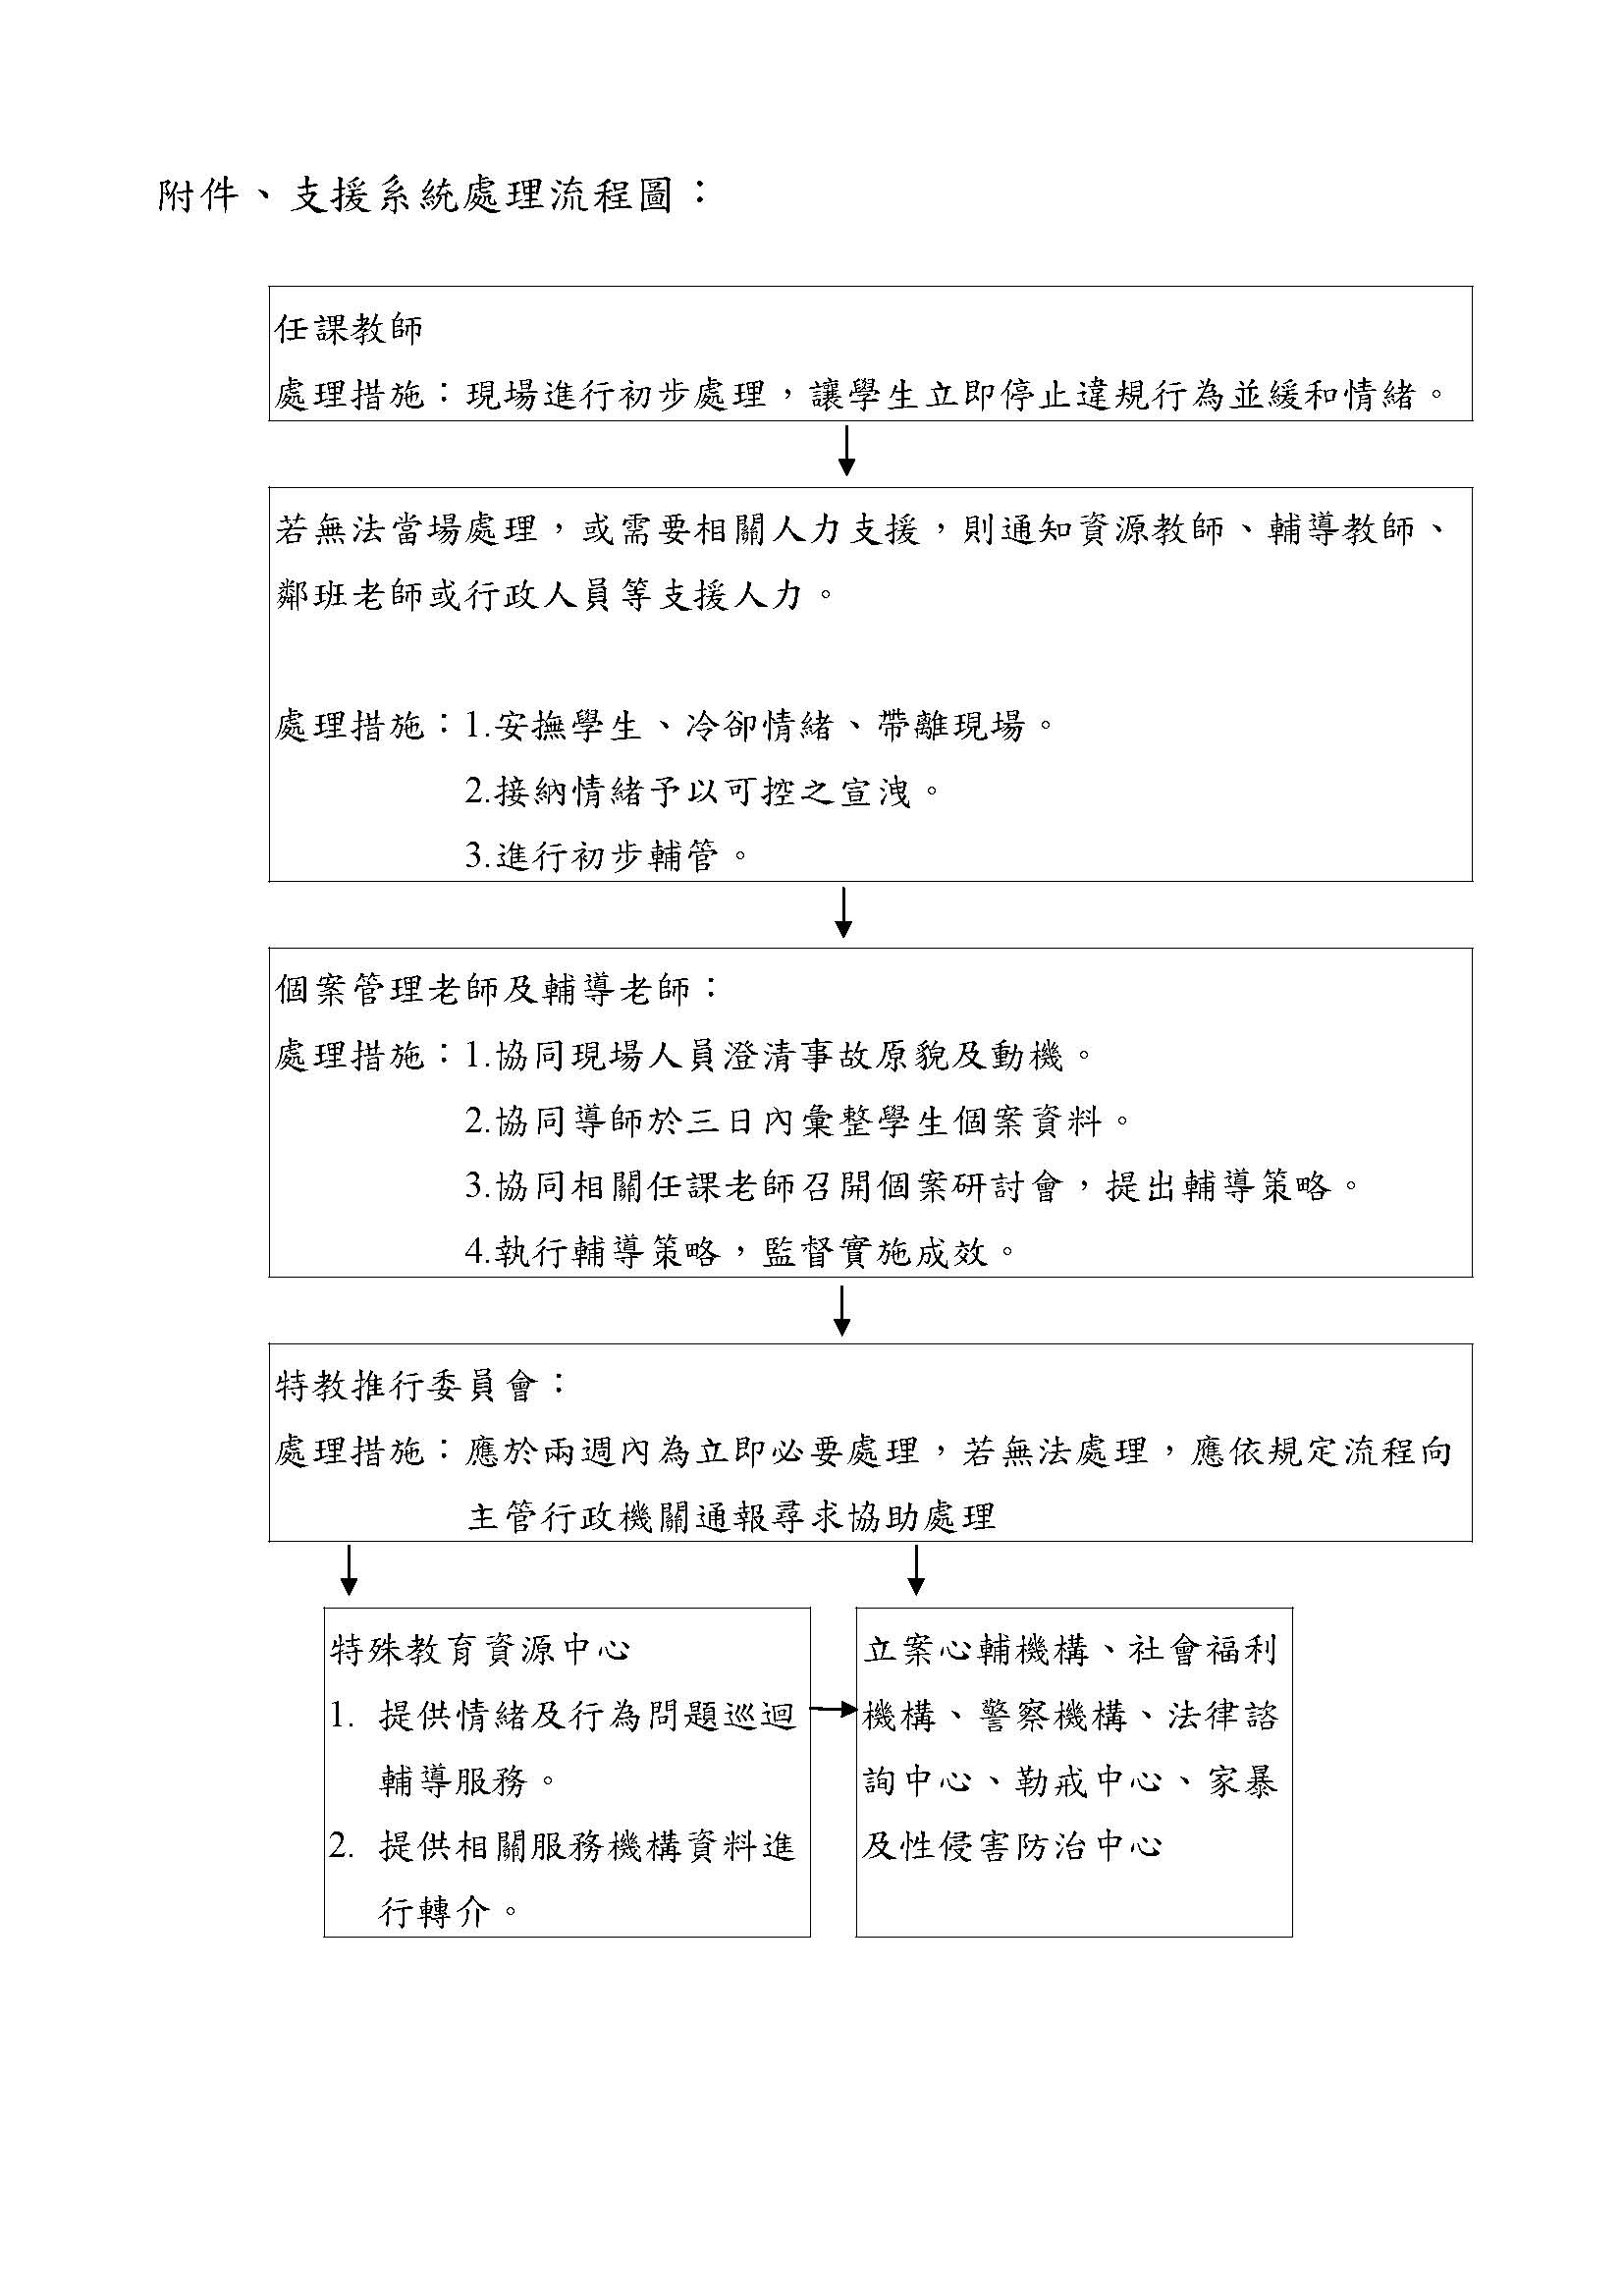 附件、支援系統處理流程圖：
任課教師
處理措施：現場進行初步處理，讓學生立即停止違規行為並緩和情緒。
若無法當場處理，或需要相關人力支援，則通知資源教師、輔導教師、
鄰班老師或行政人員等支援人力。
處理措施：1.安撫學生、冷卻情緒、帶離現場。
2.接納情緒予以可控之宣洩。
3.進行初步輔管。
個案管理老師及輔導老師：
處理措施：1.協同現場人員澄清事故原貌及動機。
2.協同導師於三日內彙整學生個案資料。
3.協同相關任課老師召開個案研討會，提出輔導策略。
4.執行輔導策略，監督實施成效。
特教推行委員會：
處理措施：應於兩週內為立即必要處理，若無法處理，應依規定流程向
主管行政機關通報尋求協助處理
特殊教育資源中心
1. 提供情緒及行為問題巡迴
輔導服務。
2. 提供相關服務機構資料進
行轉介。
立案心輔機構、社會福利
機構、警察機構、法律諮
詢中心、勒戒中心、家暴
及性侵害防治中心